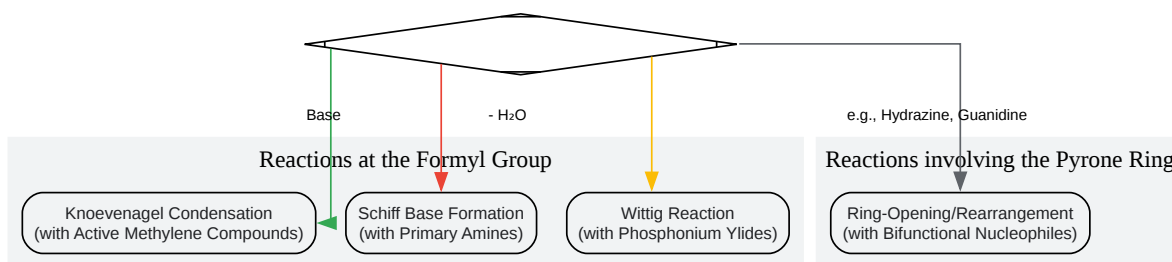 Base
- H₂O
e.g., Hydrazine, Guanidine
Reactions at the Formyl Group
Reactions involving the Pyrone Ring
Knoevenagel Condensation
(with Active Methylene Compounds)
Schiff Base Formation
(with Primary Amines)
Wittig Reaction
(with Phosphonium Ylides)
Ring-Opening/Rearrangement
(with Bifunctional Nucleophiles)